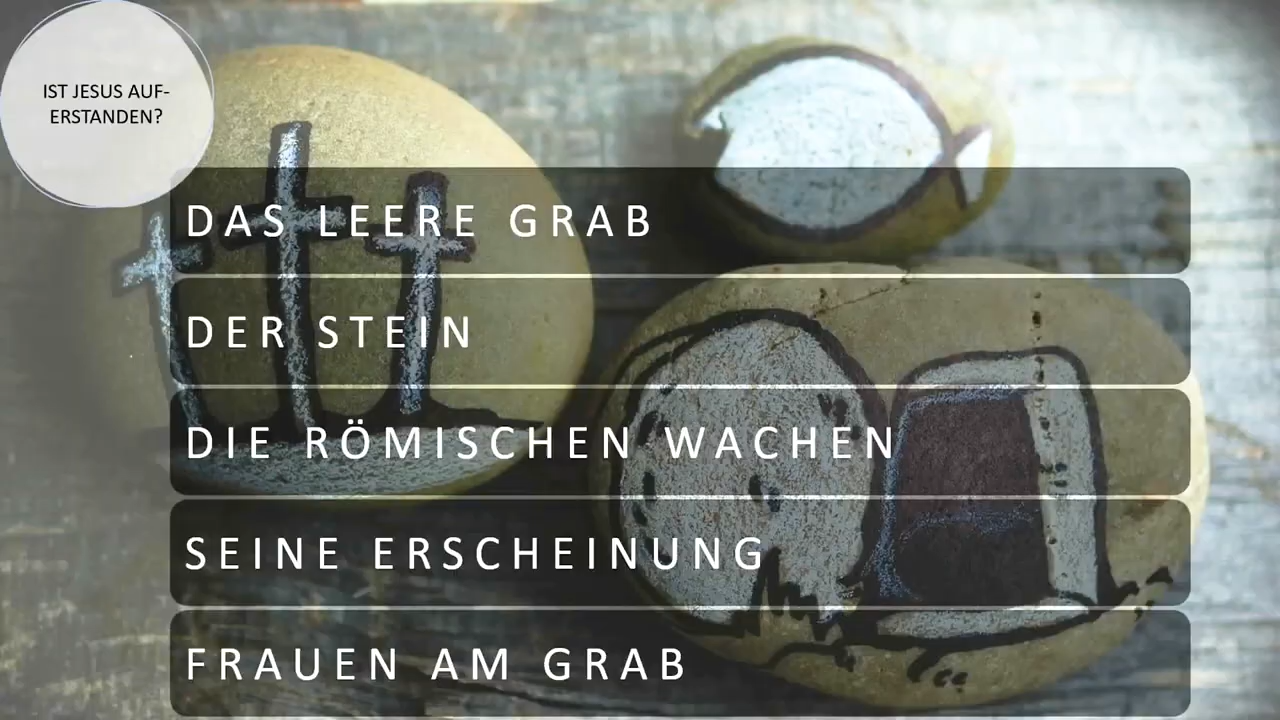 IST JESUS AUF-
ERSTANDEN?
DAS LEERE GRAB
DER STEIN
DIE RÖMISCHEN WACHEN
SEINE ERSCHEINUNG
FRAUEN AM GRAB